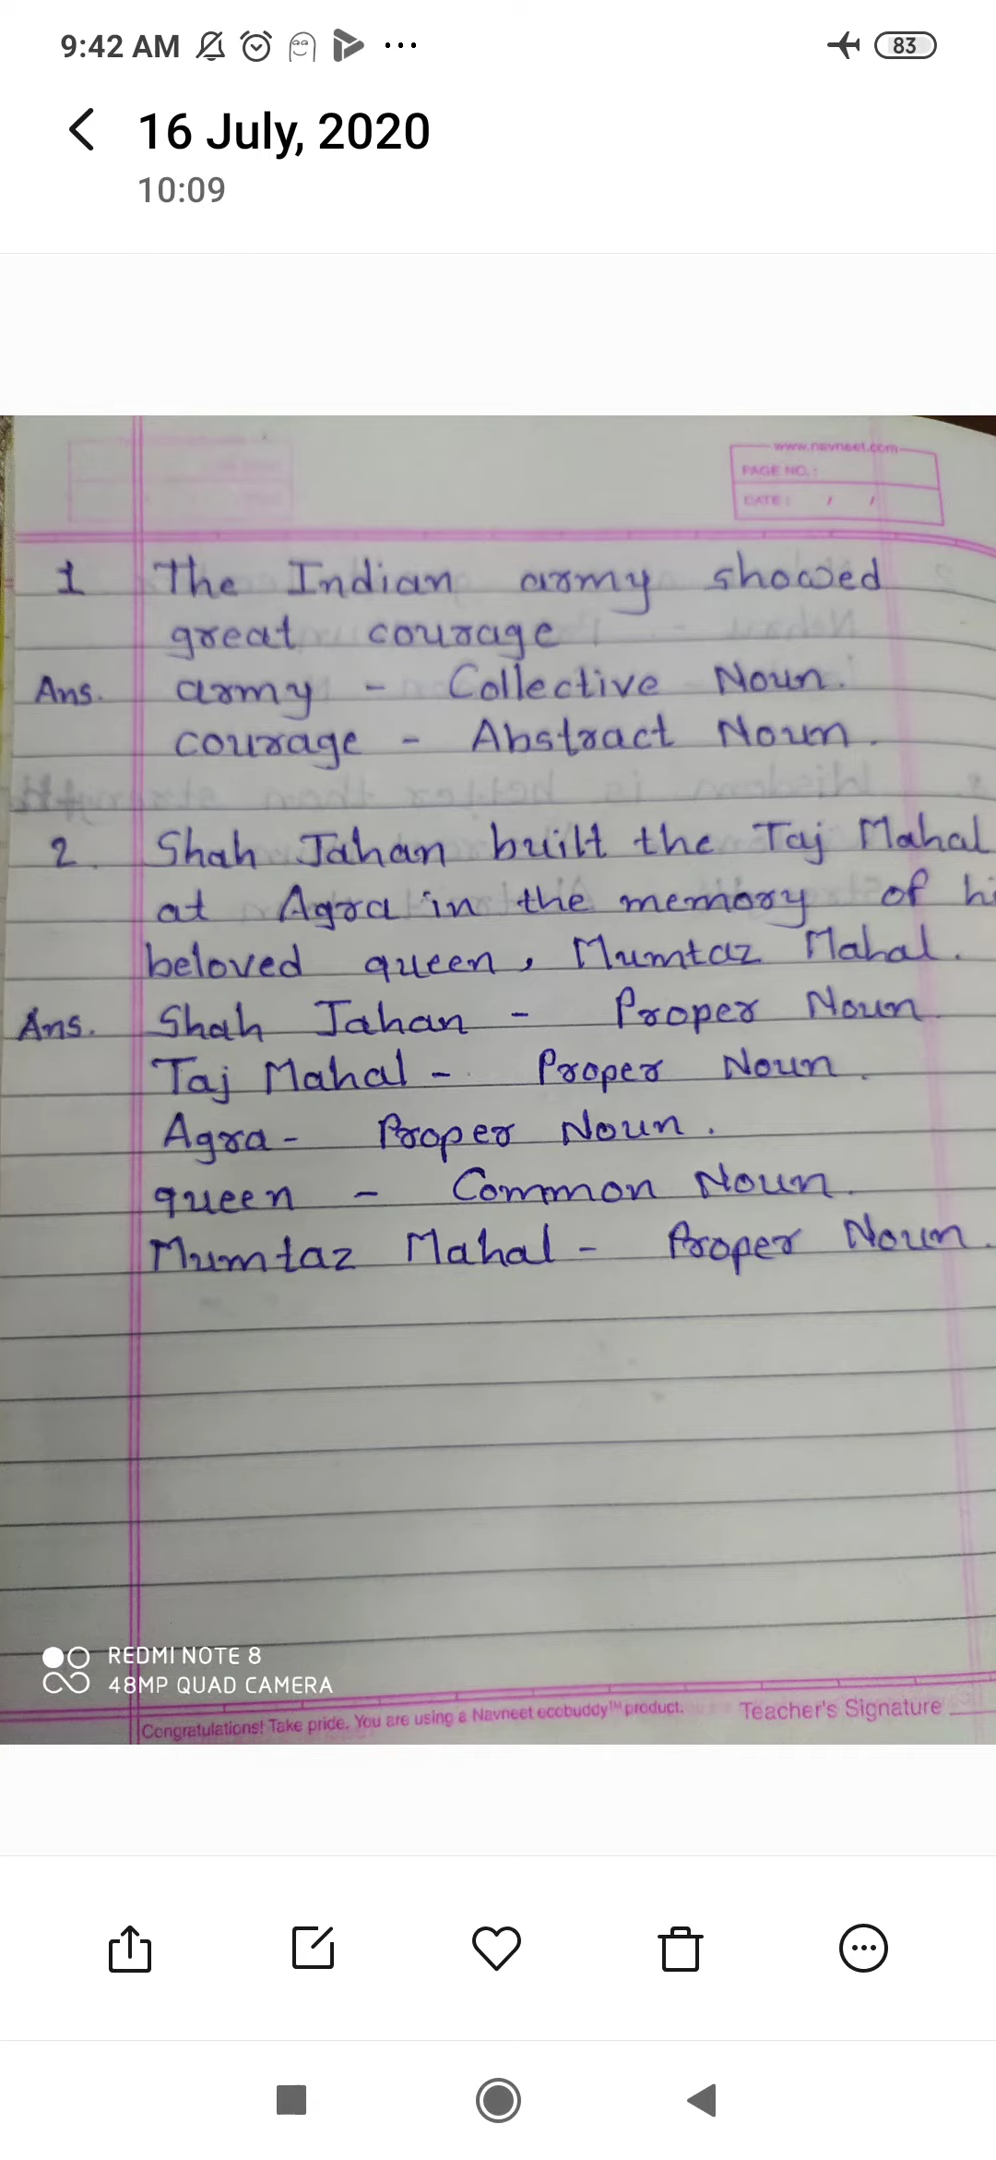 9:42 AM ...
83
16 July, 2020
10:09
www.navneet.com
PAGE NO.:
DATE: / /
1 The Indian army showed
great courage
Ans. army - Collective Noun.
courage - Abstract Noun.
2. Shah Jahan built the Taj Mahal
at Agra in the memory of hi
beloved queen, Mumtaz Mahal.
Ans. Shah Jahan - Proper Noun.
Taj Mahal - Proper Noun.
Agra - Proper Noun.
queen - Common Noun.
Mumtaz Mahal - Proper Noun.
REDMI NOTE 8
48MP QUAD CAMERA
Congratulations! Take pride. You are using a Navneet ecobuddy™ product. Teacher's Signature